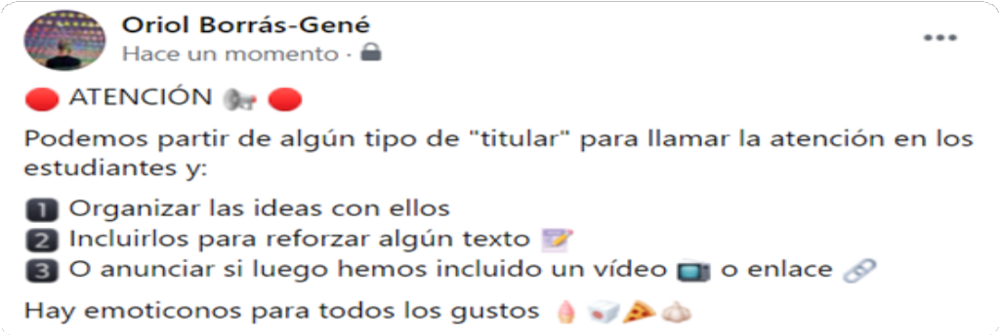 Oriol Borrás-Gené
Hace un momento ·
🔴 ATENCIÓN 📢 🔴
Podemos partir de algún tipo de "titular" para llamar la atención en los
estudiantes y:
1️⃣ Organizar las ideas con ellos
2️⃣ Incluirlos para reforzar algún texto 📝
3️⃣ O anunciar si luego hemos incluido un vídeo 📺 o enlace 🔗
Hay emoticonos para todos los gustos 🍦 🧊 🍕 🧄